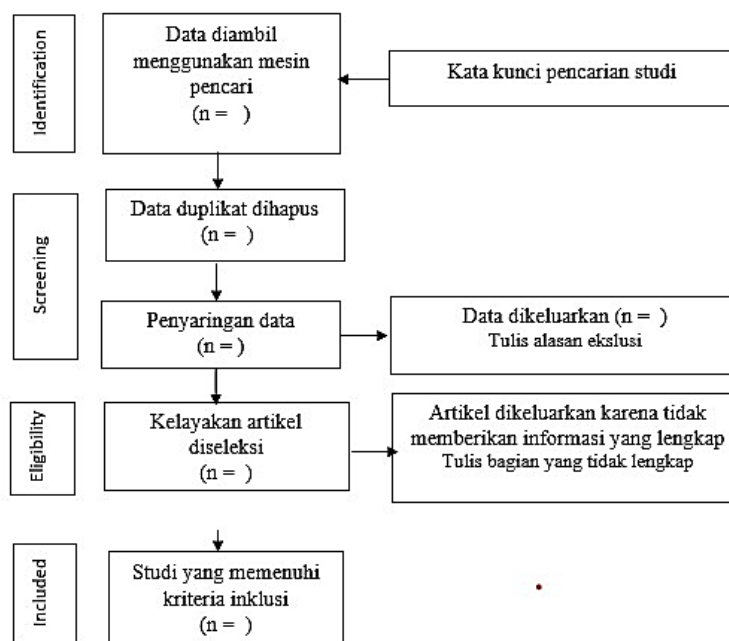 Identification
Data diambil
menggunakan mesin
pencari
(n = )
Kata kunci pencarian studi
Screening
Data duplikat dihapus
(n = )
Penyaringan data
(n = )
Data dikeluarkan (n = )
Tulis alasan ekslusi
Eligibility
Kelayakan artikel
diseleksi
(n = )
Artikel dikeluarkan karena tidak
memberikan informasi yang lengkap
Tulis bagian yang tidak lengkap
Included
Studi yang memenuhi
kriteria inklusi
(n = )